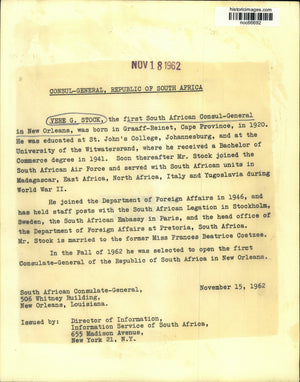 historicimages.com
noo66692
NOV 18 1962
CONSUL-GENERAL, REPUBLIC OF SOUTH AFRICA
VERE G. STOCK, the first South African Consul-General
in New Orleans, was born in Graaff-Reinet, Cape Province, in 1920.
He was educated at St. John's College, Johannesburg, and at the
University of the Witwatersrand, where he received a Bachelor of
Commerce degree in 1941. Soon thereafter Mr. Stock joined the
South African Air Force and served with South African units in
Madagascar, East Africa, North Africa, Italy and Yugoslavia during
World War II.
He joined the Department of Foreign Affairs in 1946, and
has held staff posts with the South African Legation in Stockholm,
Sweden, the South African Embassy in Paris, and the head office of
the Department of Foreign Affairs at Pretoria, South Africa.
Mr. Stock is married to the former Miss Frances Beatrice Coetzee.
In the Fall of 1962 he was selected to open the first
Consulate-General of the Republic of South Africa in New Orleans.
South African Consulate-General, November 15, 1962
506 Whitney Building,
New Orleans, Louisiana.
Issued by: Director of Information,
Information Service of South Africa,
655 Madison Avenue,
New York 21, N.Y.